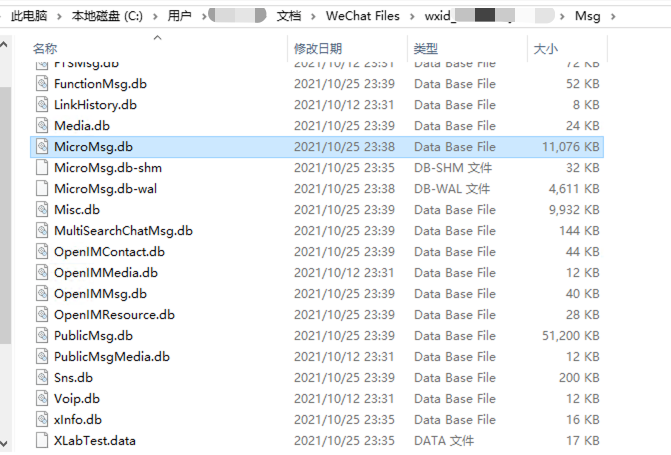 此电脑 > 本地磁盘 (C:) > 用户 > 文档 > WeChat Files > wxid_ > Msg >
名称 修改日期 类型 大小
FTSMsg.db 2021/10/25 23:39 Data Base File 72 KB
FunctionMsg.db 2021/10/25 23:39 Data Base File 52 KB
LinkHistory.db 2021/10/12 23:31 Data Base File 8 KB
Media.db 2021/10/25 23:39 Data Base File 24 KB
MicroMsg.db 2021/10/25 23:38 Data Base File 11,076 KB
MicroMsg.db-shm 2021/10/25 23:35 DB-SHM 文件 32 KB
MicroMsg.db-wal 2021/10/25 23:38 DB-WAL 文件 4,611 KB
Misc.db 2021/10/25 23:39 Data Base File 9,932 KB
MultiSearchChatMsg.db 2021/10/25 23:39 Data Base File 144 KB
OpenIMContact.db 2021/10/25 23:39 Data Base File 44 KB
OpenIMMedia.db 2021/10/12 23:31 Data Base File 12 KB
OpenIMMsg.db 2021/10/25 23:39 Data Base File 40 KB
OpenIMResource.db 2021/10/25 23:39 Data Base File 28 KB
PublicMsg.db 2021/10/25 23:39 Data Base File 51,200 KB
PublicMsgMedia.db 2021/10/12 23:31 Data Base File 12 KB
Sns.db 2021/10/25 23:39 Data Base File 200 KB
Voip.db 2021/10/12 23:31 Data Base File 12 KB
xInfo.db 2021/10/25 23:35 Data Base File 16 KB
XLabTest.data 2021/10/25 23:35 DATA 文件 17 KB